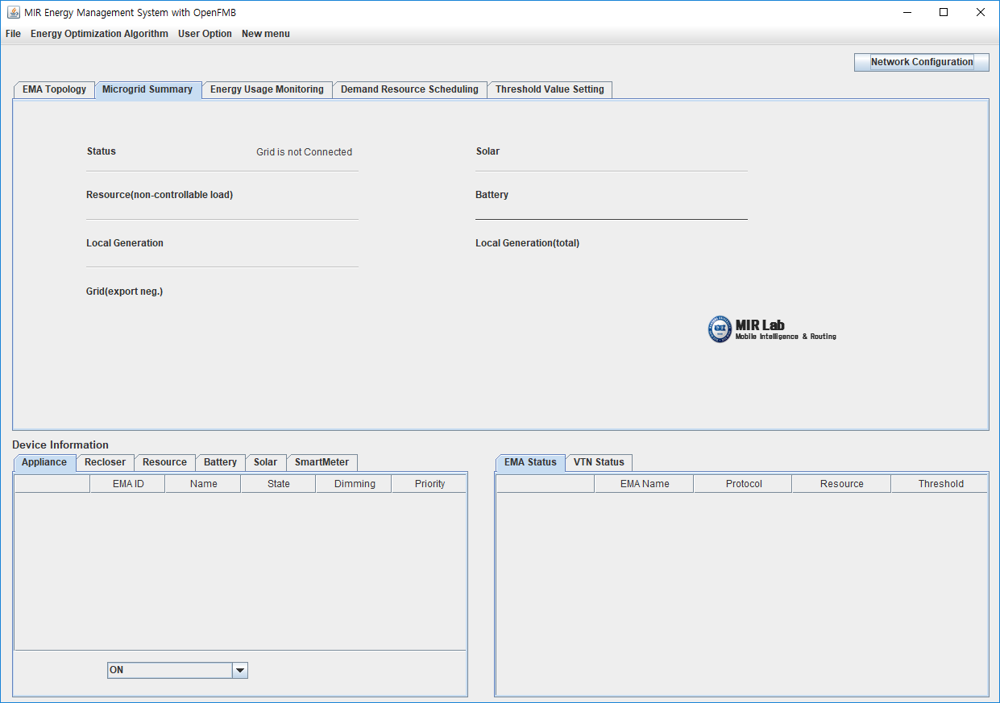 MIR Energy Management System with OpenFMB
File Energy Optimization Algorithm User Option New menu
Network Configuration
EMA Topology Microgrid Summary Energy Usage Monitoring Demand Resource Scheduling Threshold Value Setting
Status Grid is not Connected Solar
Resource(non-controllable load) Battery
Local Generation Local Generation(total)
Grid(export neg.)
MIR Lab
Mobile Intelligence & Routing
Device Information
Appliance Recloser Resource Battery Solar SmartMeter EMA Status VTN Status
EMA ID Name State Dimming Priority EMA Name Protocol Resource Threshold
ON